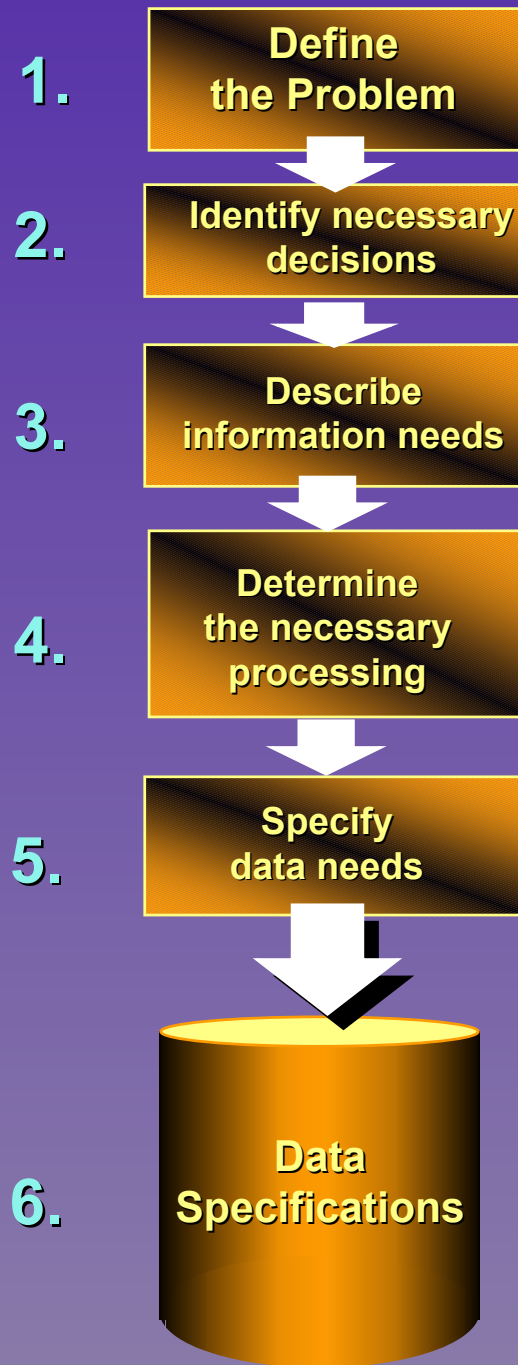 1.
Define
the Problem
2.
Identify necessary
decisions
3.
Describe
information needs
4.
Determine
the necessary
processing
5.
Specify
data needs
6.
Data
Specifications